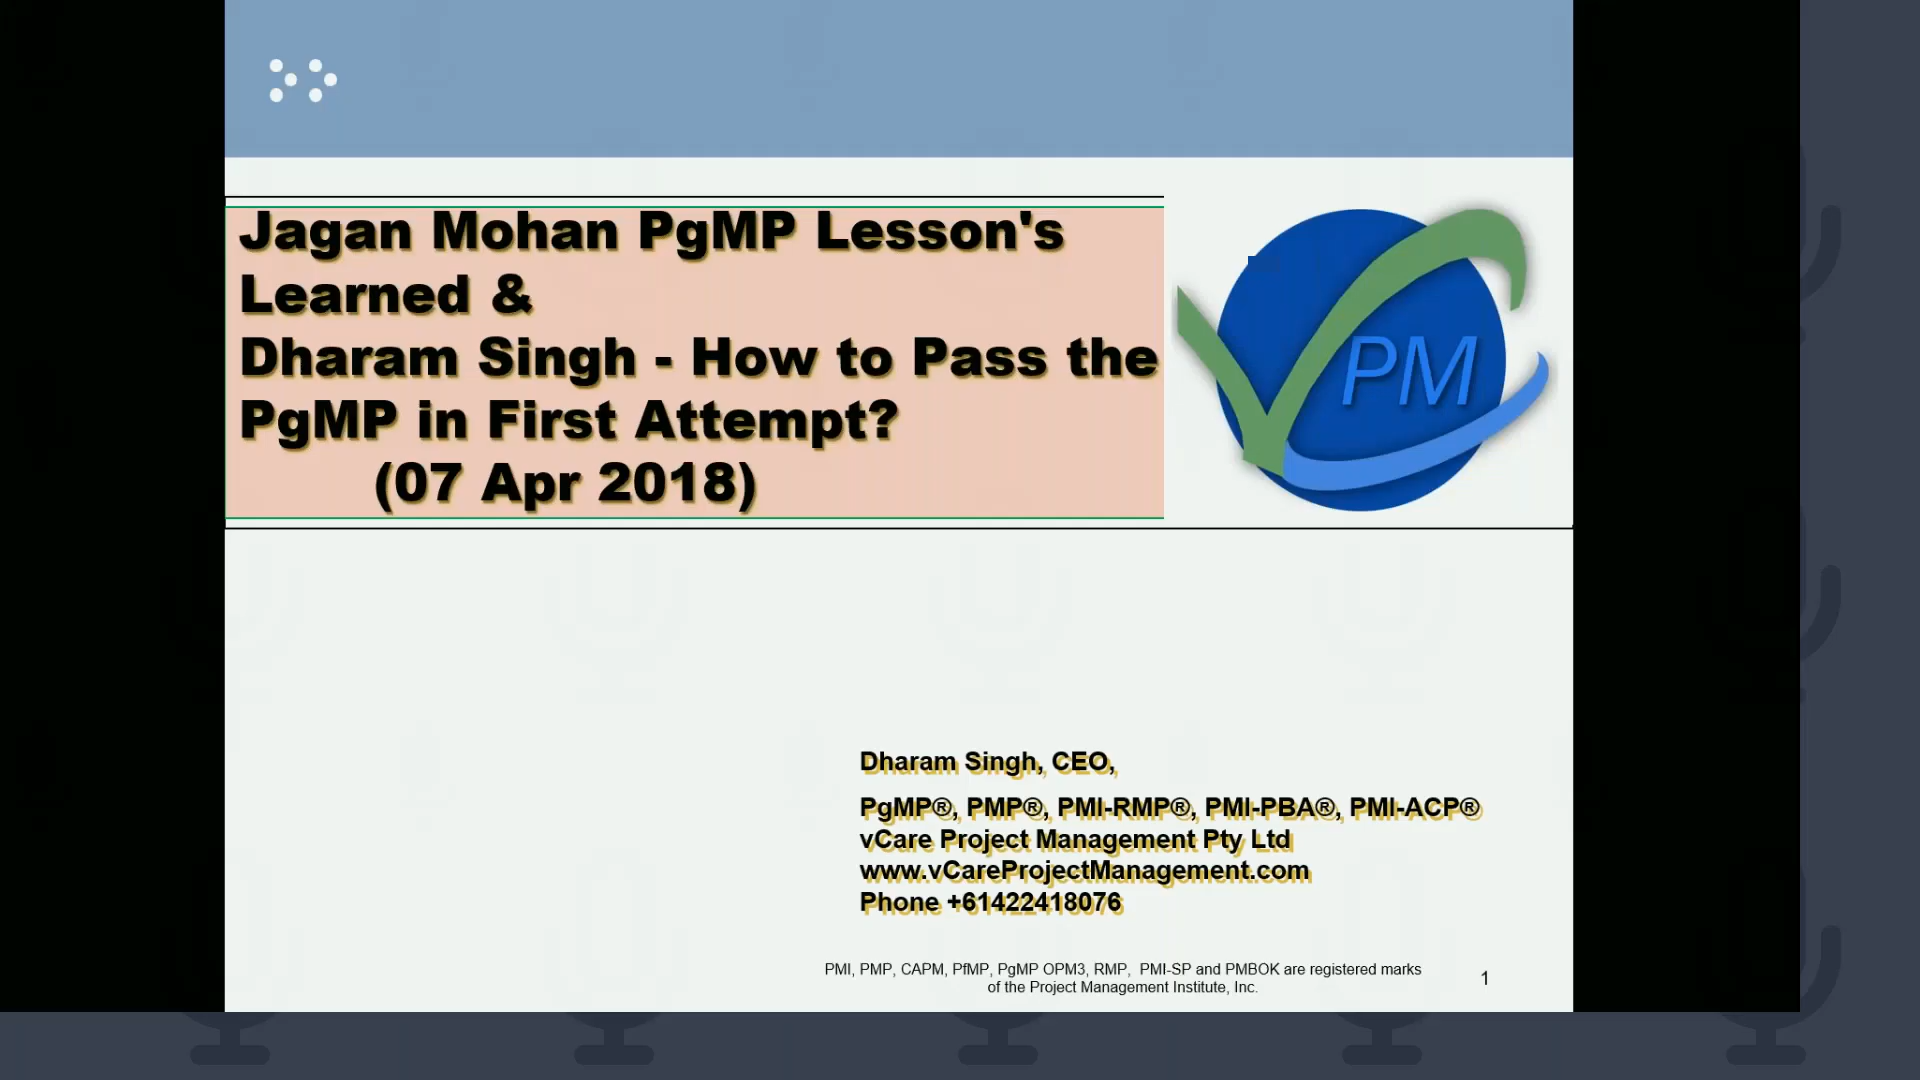 Jagan Mohan PgMP Lesson's
Learned &
Dharam Singh - How to Pass the
PgMP in First Attempt?
(07 Apr 2018)
PM
Dharam Singh, CEO,
PgMP®, PMP®, PMI-RMP®, PMI-PBA®, PMI-ACP®
vCare Project Management Pty Ltd
www.vCareProjectManagement.com
Phone +61422418076
PMI, PMP, CAPM, PfMP, PgMP OPM3, RMP, PMI-SP and PMBOK are registered marks
of the Project Management Institute, Inc.
1